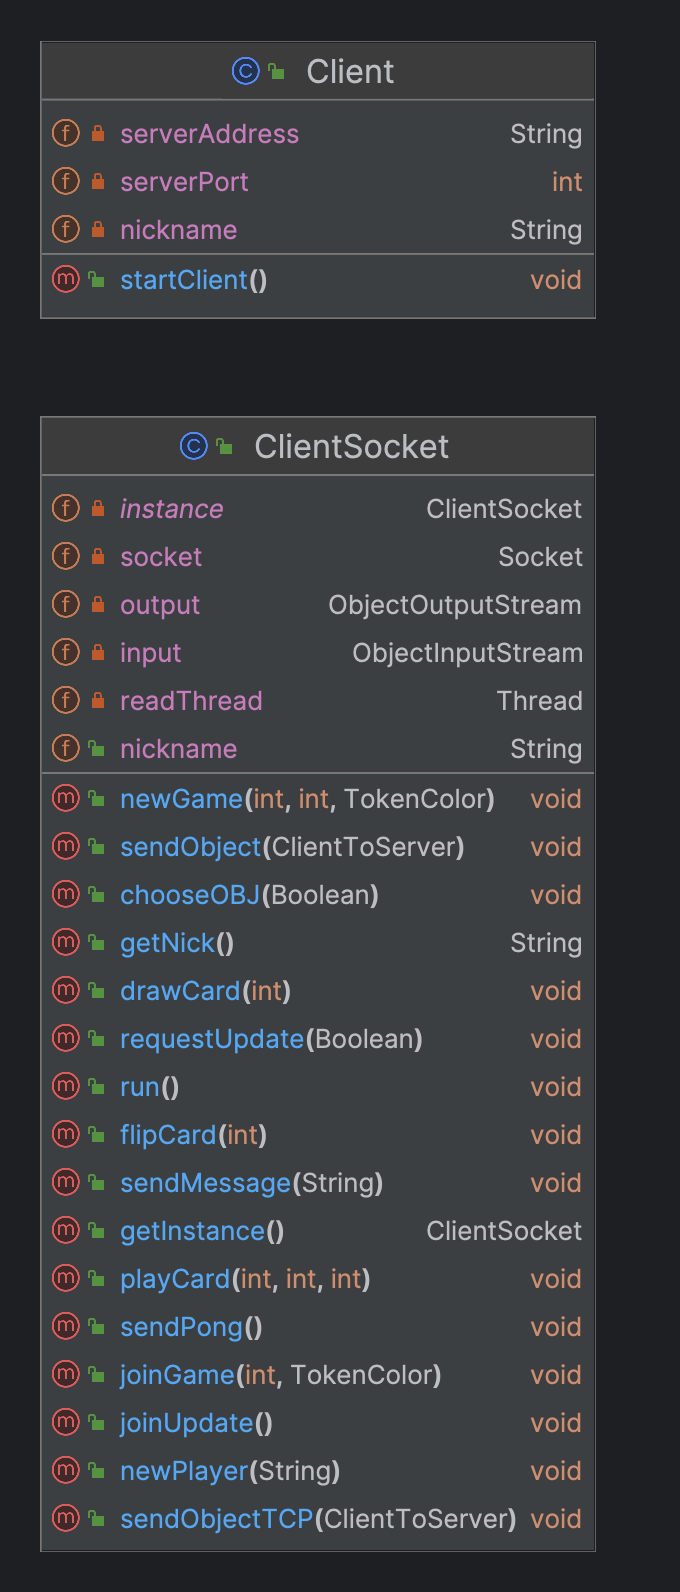 Client
serverAddress String
serverPort int
nickname String
startClient() void
ClientSocket
instance ClientSocket
socket Socket
output ObjectOutputStream
input ObjectInputStream
readThread Thread
nickname String
newGame(int, int, TokenColor) void
sendObject(ClientToServer) void
chooseOBJ(Boolean) void
getNick() String
drawCard(int) void
requestUpdate(Boolean) void
run() void
flipCard(int) void
sendMessage(String) void
getInstance() ClientSocket
playCard(int, int, int) void
sendPong() void
joinGame(int, TokenColor) void
joinUpdate() void
newPlayer(String) void
sendObjectTCP(ClientToServer) void